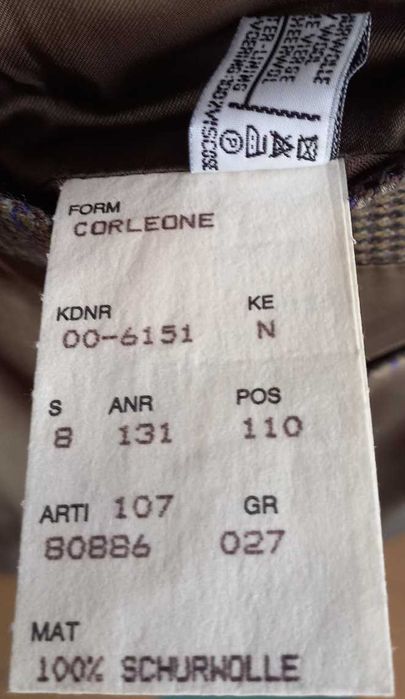 FORM
CORLEONE
KDNR KE
00-6151 N
S ANR POS
8 131 110
ARTI 107 GR
80886 027
MAT
100% SCHURWOLLE
VIERGE
P